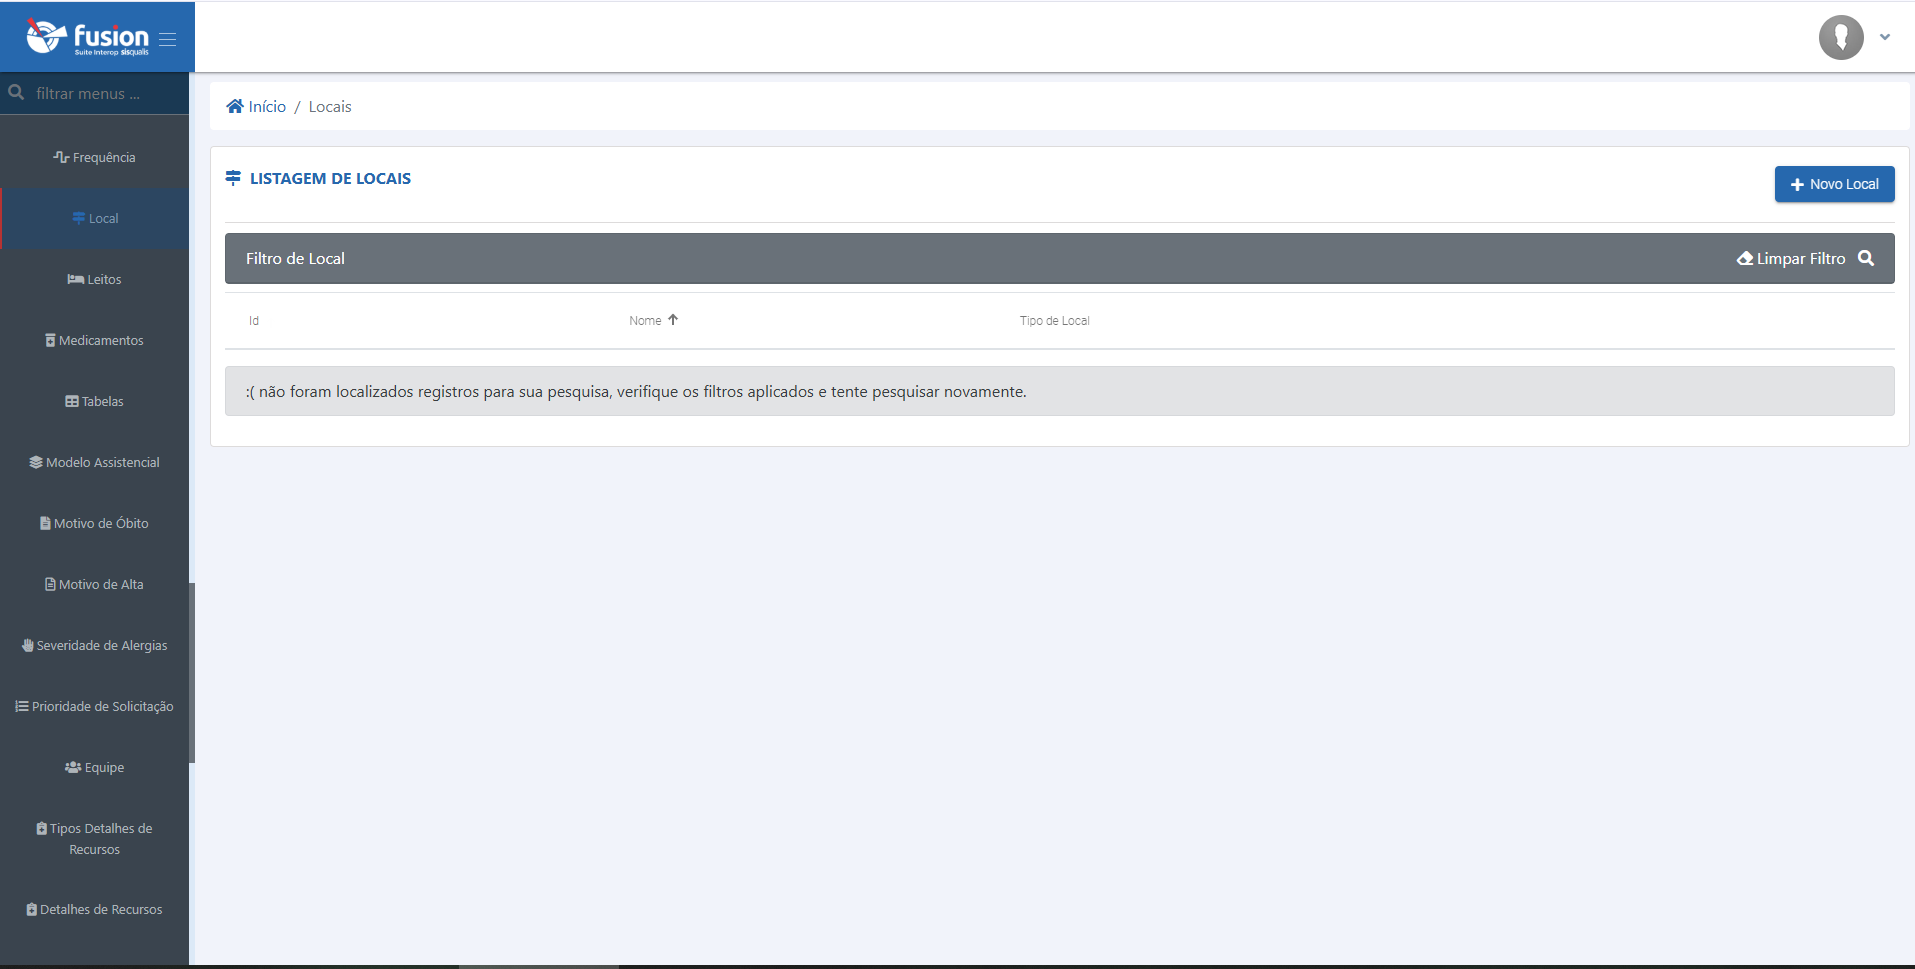 fusion
Suite Interop sisqualis
filtrar menus ...
Frequência
Local
Leitos
Medicamentos
Tabelas
Modelo Assistencial
Motivo de Óbito
Motivo de Alta
Severidade de Alergias
Prioridade de Solicitação
Equipe
Tipos Detalhes de
Recursos
Detalhes de Recursos
Início / Locais
LISTAGEM DE LOCAIS
+ Novo Local
Filtro de Local
Limpar Filtro
Id Nome Tipo de Local
:( não foram localizados registros para sua pesquisa, verifique os filtros aplicados e tente pesquisar novamente.